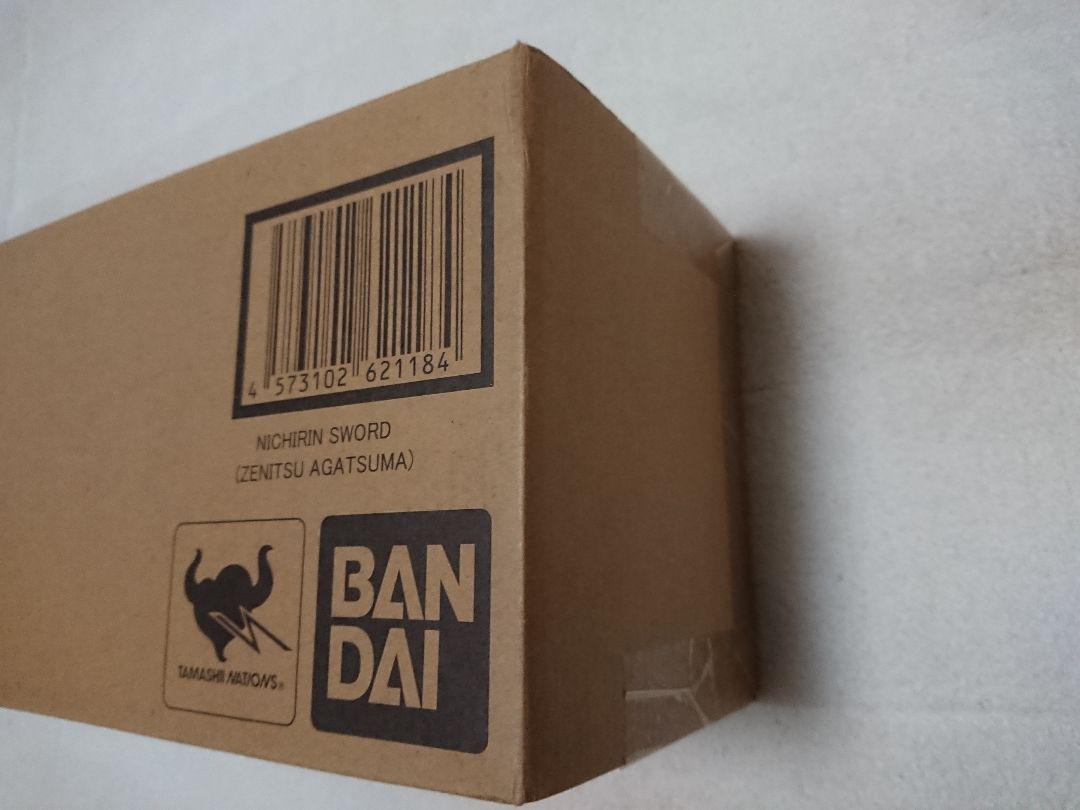 4 573102 621184
NICHIRIN SWORD
(ZENITSU AGATSUMA)
TAMASHII NATIONS®
BAN
DAI